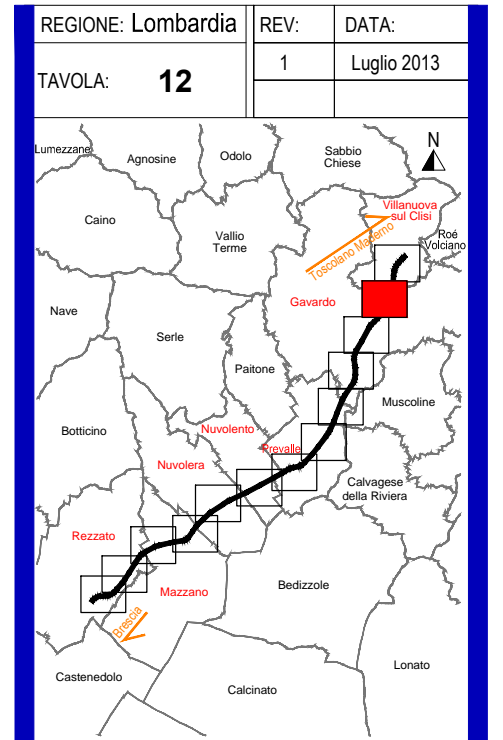 REGIONE: Lombardia
REV:
DATA:
TAVOLA: 12
1
Luglio 2013
Lumezzane
Agnosine
Odolo
Sabbio
Chiese
N
Caino
Vallio
Terme
Villanuova
sul Clisi
Roé
Volciano
Toscolano Maderno
Gavardo
Nave
Serle
Paitone
Muscoline
Botticino
Nuvolento
Prevalle
Nuvolera
Calvagese
della Riviera
Rezzato
Mazzano
Bedizzole
Brescia
Castenedolo
Calcinato
Lonato